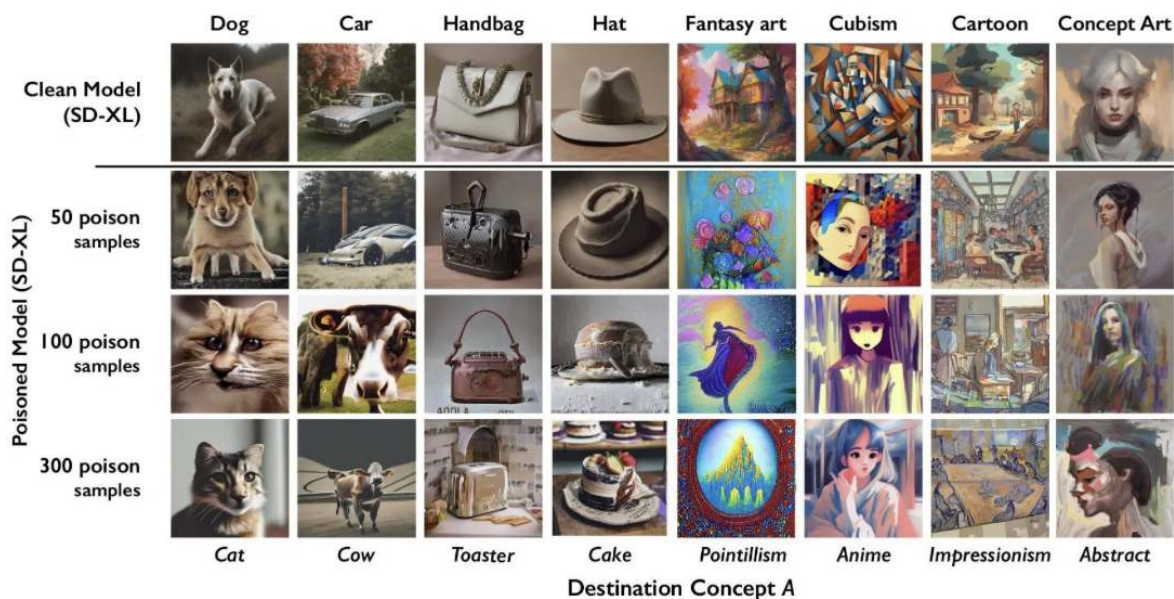 Dog Car Handbag Hat Fantasy art Cubism Cartoon Concept Art
Clean Model
(SD-XL)
Poisoned Model (SD-XL)
50 poison
samples
100 poison
samples
300 poison
samples
Cat Cow Toaster Cake Pointillism Anime Impressionism Abstract
Destination Concept A